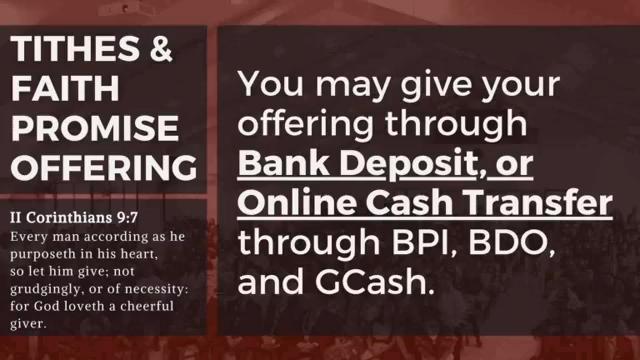 TITHES &
FAITH
PROMISE
OFFERING
II Corinthians 9:7
Every man according as he
purposeth in his heart,
so let him give; not
grudgingly, or of necessity:
for God loveth a cheerful
giver.
You may give your
offering through
Bank Deposit, or
Online Cash Transfer
through BPI, BDO,
and GCash.